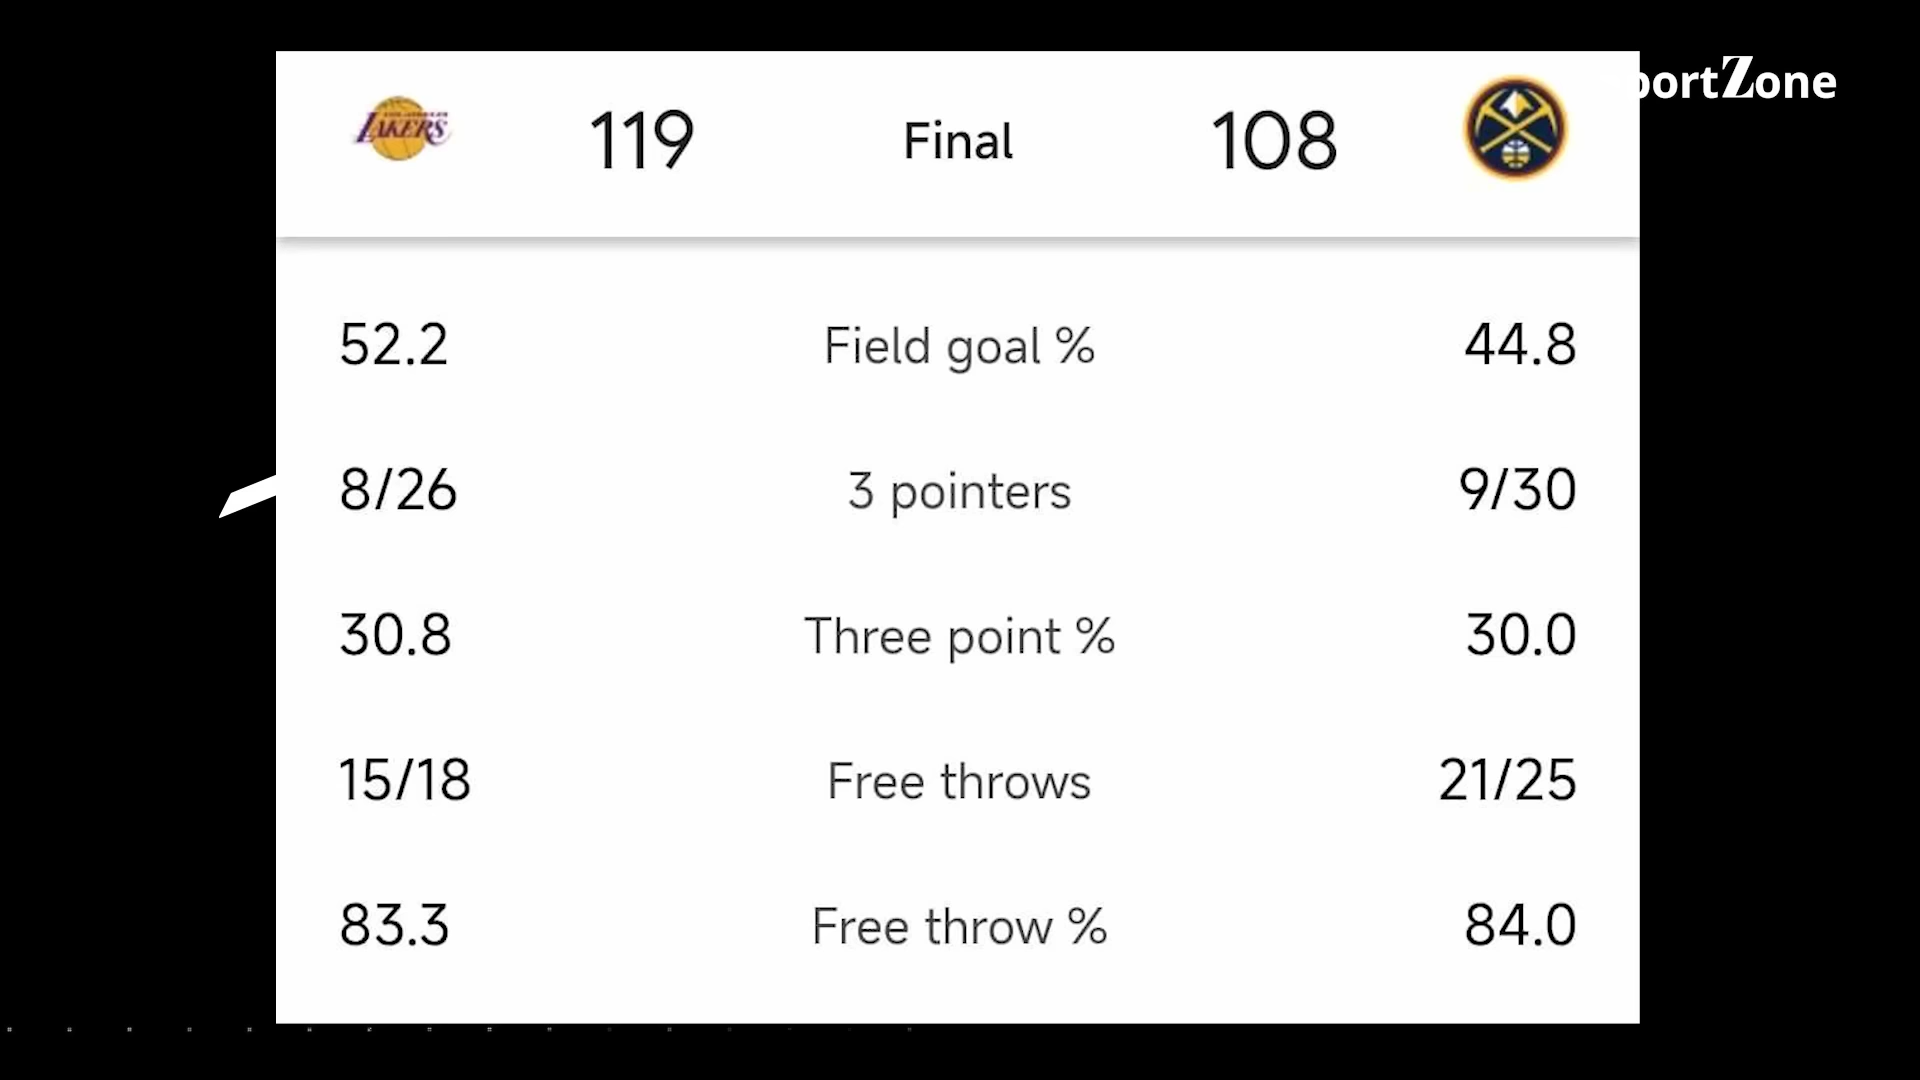 portZone
LAKERS 119 Final 108
52.2 Field goal % 44.8
8/26 3 pointers 9/30
30.8 Three point % 30.0
15/18 Free throws 21/25
83.3 Free throw % 84.0